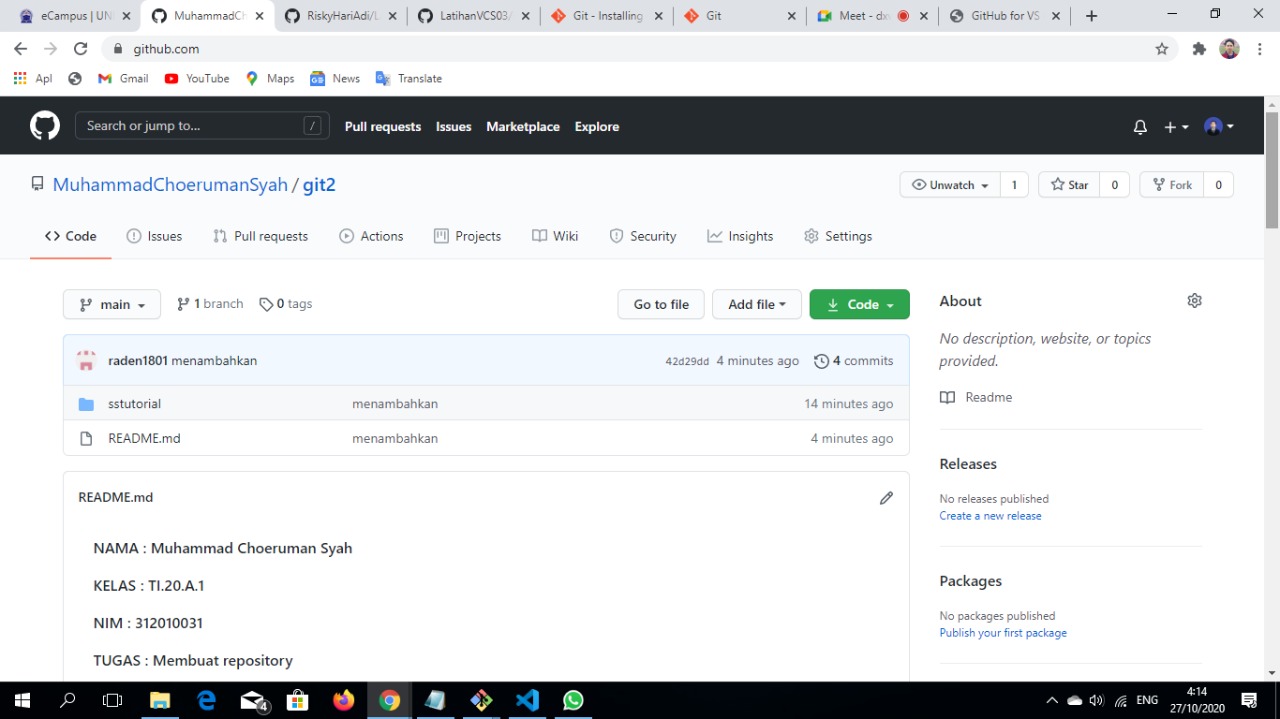 eCampus | UNI
MuhammadCh
RiskyHariAdi/L
LatihanVCS03/
Git - Installing
Git
Meet - dx
GitHub for VS
github.com
Apl
Gmail
YouTube
Maps
News
Translate
Search or jump to...
/
Pull requests
Issues
Marketplace
Explore
MuhammadChoerumanSyah / git2
Unwatch 1
Star 0
Fork 0
Code
Issues
Pull requests
Actions
Projects
Wiki
Security
Insights
Settings
main
1 branch
0 tags
Go to file
Add file
Code
raden1801 menambahkan 42d29dd 4 minutes ago 4 commits
sstutorial menambahkan 14 minutes ago
README.md menambahkan 4 minutes ago
README.md
NAMA : Muhammad Choeruman Syah
KELAS : TI.20.A.1
NIM : 312010031
TUGAS : Membuat repository
About
No description, website, or topics
provided.
Readme
Releases
No releases published
Create a new release
Packages
No packages published
Publish your first package
4
ENG
4:14
27/10/2020